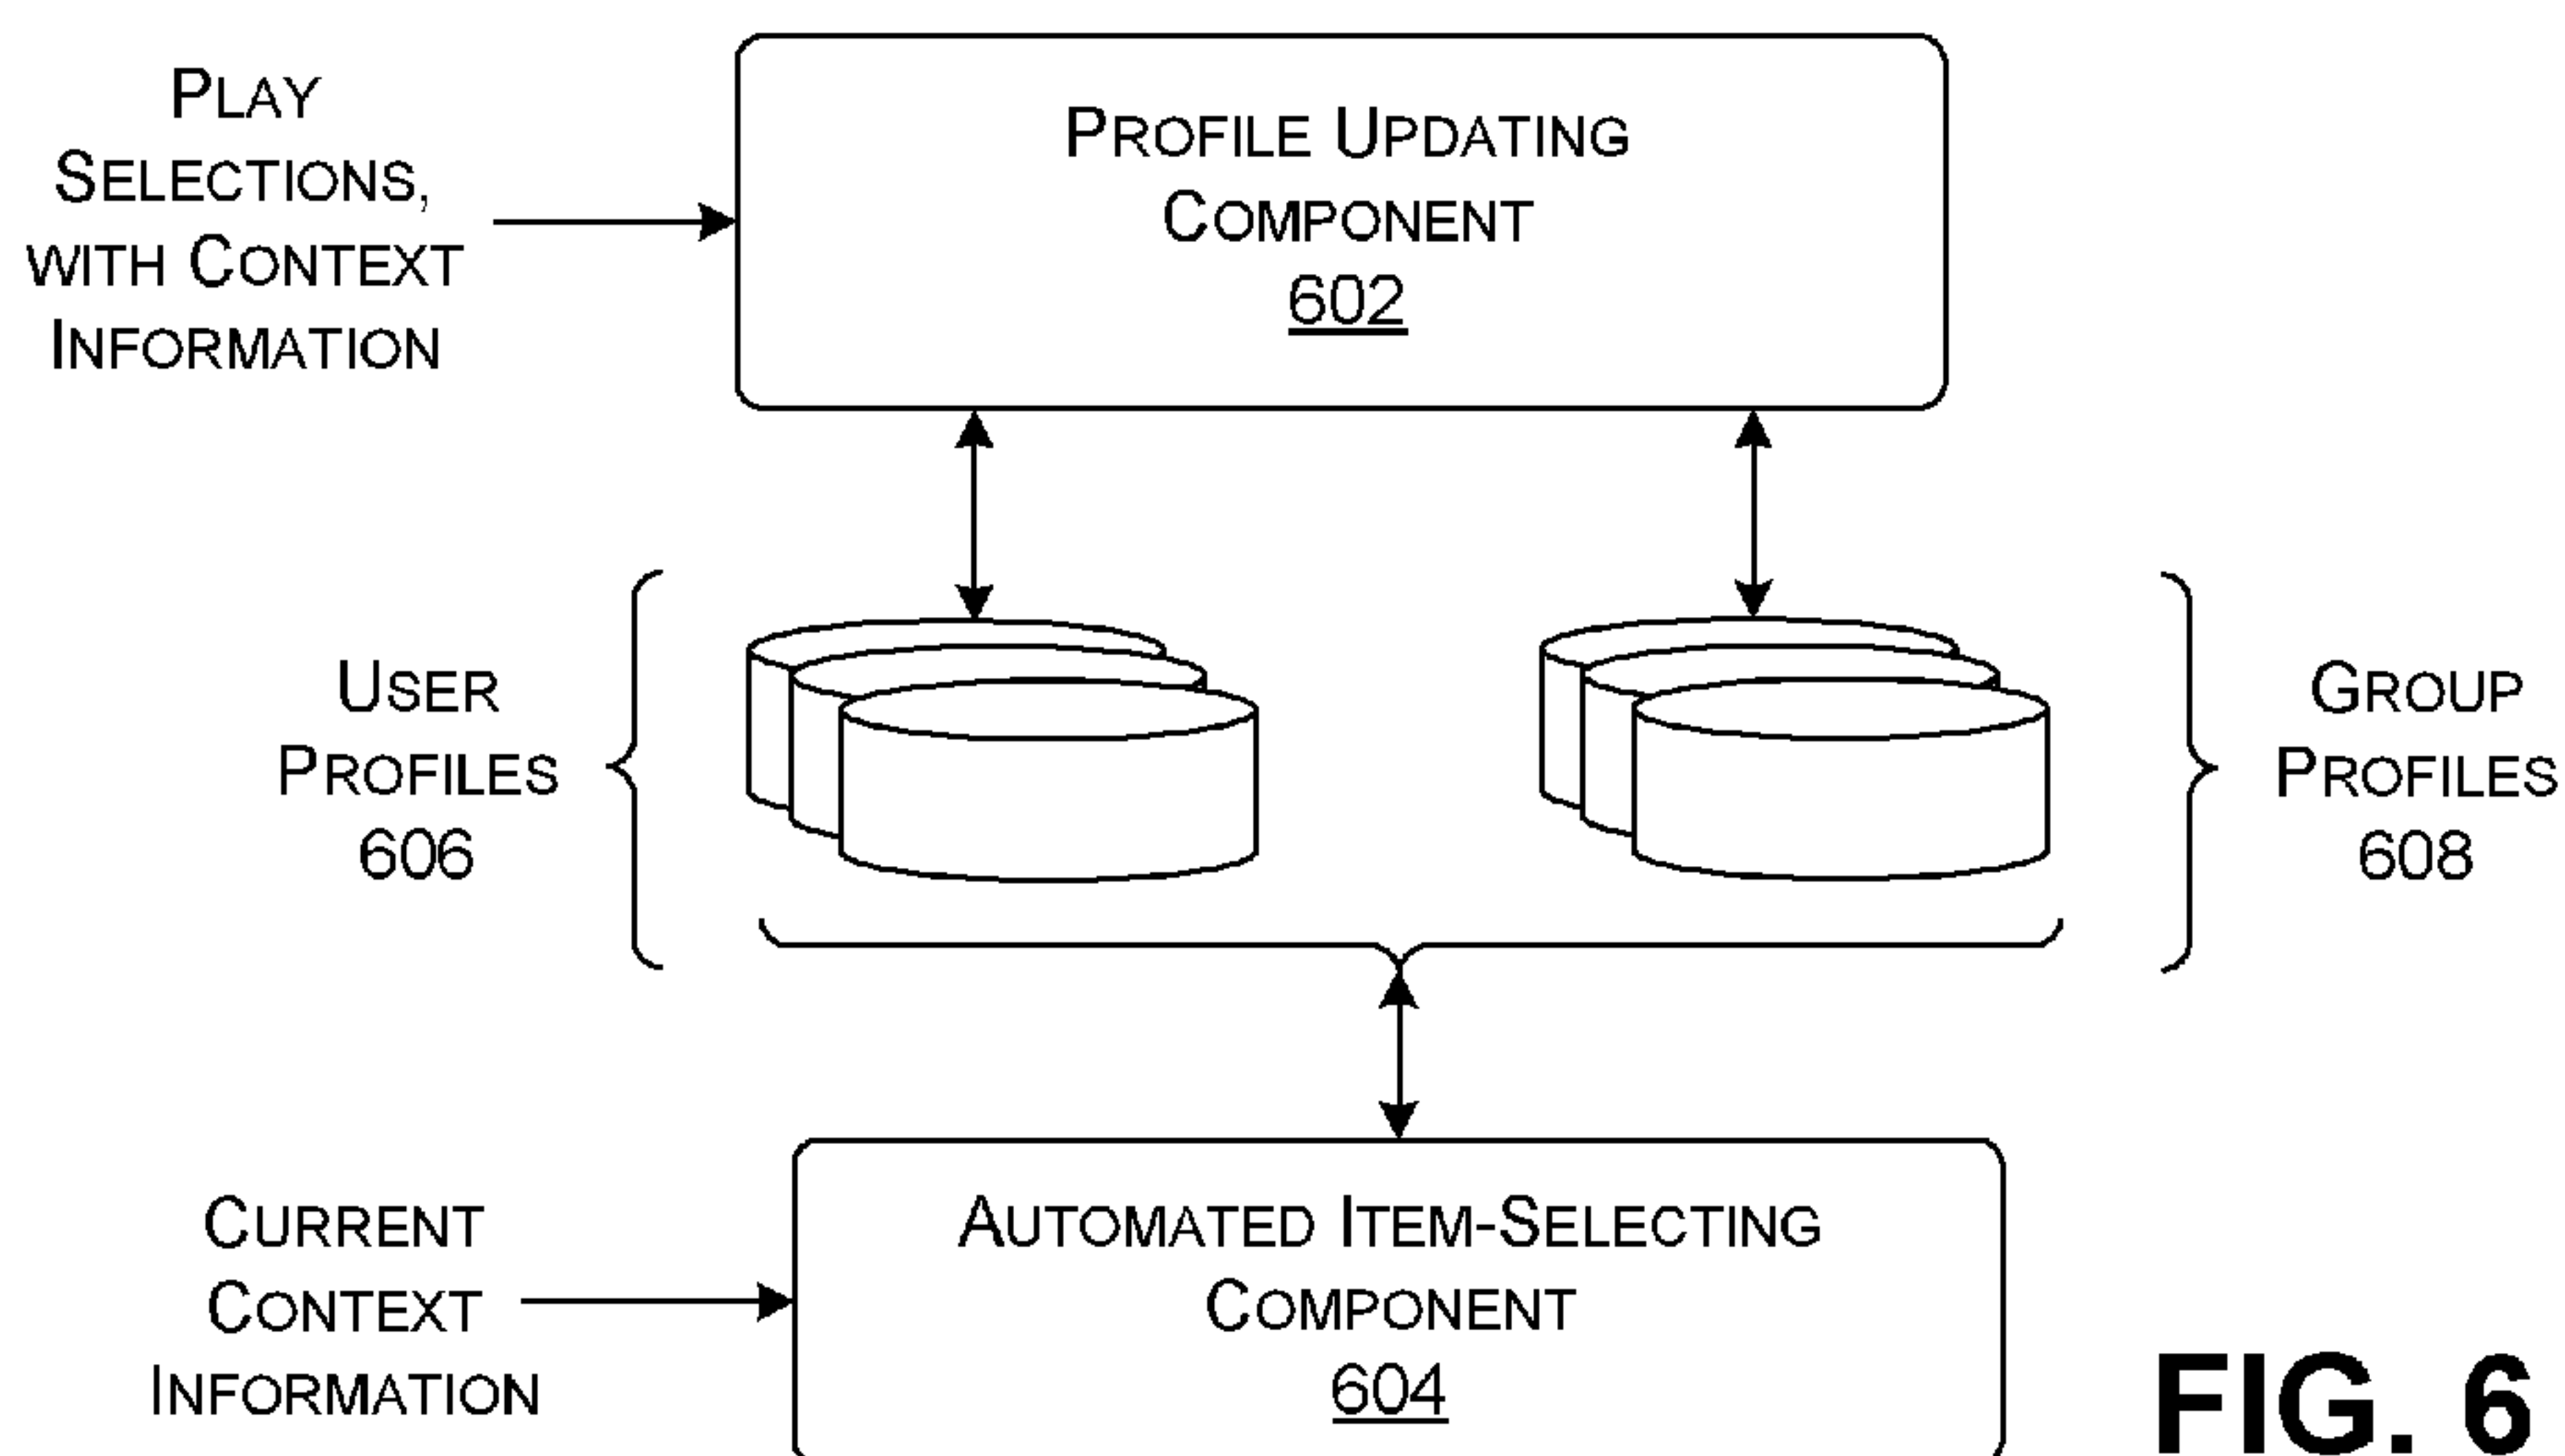 PLAY
SELECTIONS,
WITH CONTEXT
INFORMATION
PROFILE UPDATING
COMPONENT
602
USER
PROFILES
606
GROUP
PROFILES
608
CURRENT
CONTEXT
INFORMATION
AUTOMATED ITEM-SELECTING
COMPONENT
604
FIG. 6